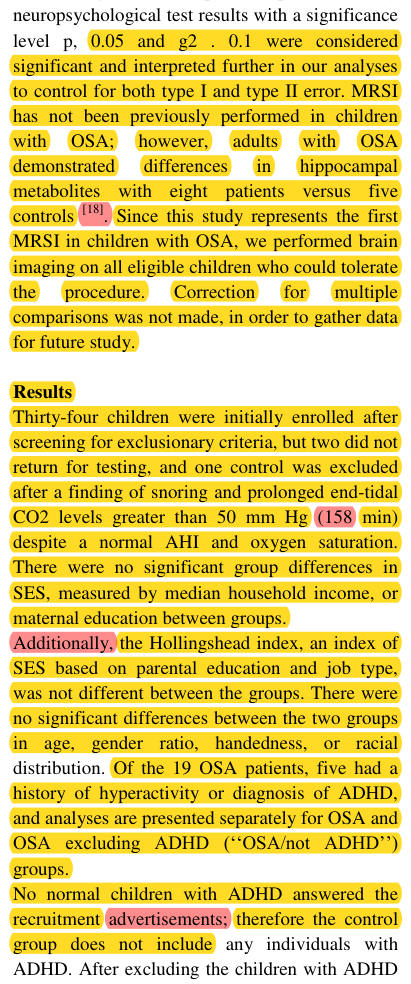 neuropsychological test results with a significance
level p, 0.05 and g2 . 0.1 were considered
significant and interpreted further in our analyses
to control for both type I and type II error. MRSI
has not been previously performed in children
with OSA; however, adults with OSA
demonstrated differences in hippocampal
metabolites with eight patients versus five
controls [18]. Since this study represents the first
MRSI in children with OSA, we performed brain
imaging on all eligible children who could tolerate
the procedure. Correction for multiple
comparisons was not made, in order to gather data
for future study.
Results
Thirty-four children were initially enrolled after
screening for exclusionary criteria, but two did not
return for testing, and one control was excluded
after a finding of snoring and prolonged end-tidal
CO2 levels greater than 50 mm Hg (158 min)
despite a normal AHI and oxygen saturation.
There were no significant group differences in
SES, measured by median household income, or
maternal education between groups.
Additionally, the Hollingshead index, an index of
SES based on parental education and job type,
was not different between the groups. There were
no significant differences between the two groups
in age, gender ratio, handedness, or racial
distribution. Of the 19 OSA patients, five had a
history of hyperactivity or diagnosis of ADHD,
and analyses are presented separately for OSA and
OSA excluding ADHD (‘‘OSA/not ADHD’’)
groups.
No normal children with ADHD answered the
recruitment advertisements; therefore the control
group does not include any individuals with
ADHD. After excluding the children with ADHD